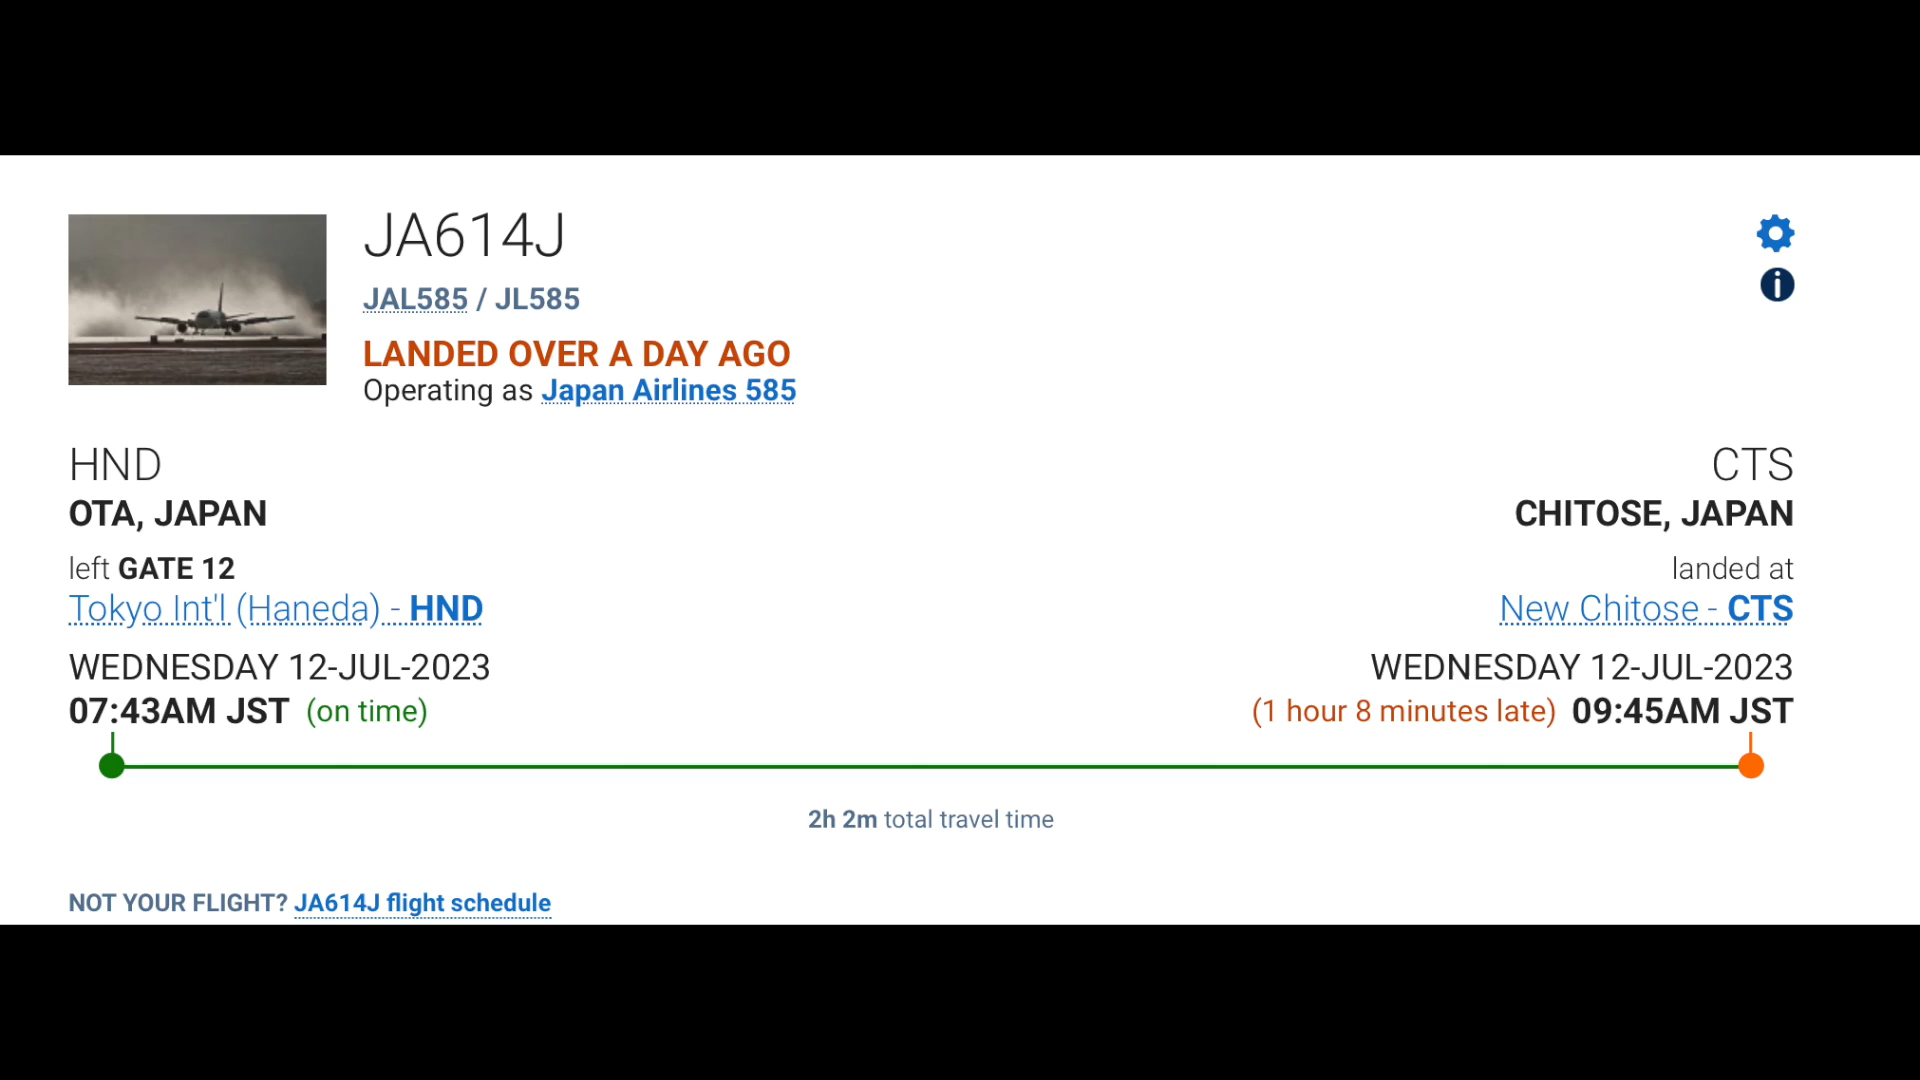 JA614J
JAL585 / JL585
LANDED OVER A DAY AGO
Operating as Japan Airlines 585
HND
OTA, JAPAN
left GATE 12
Tokyo Int'l (Haneda) - HND
WEDNESDAY 12-JUL-2023
07:43AM JST (on time)
CTS
CHITOSE, JAPAN
landed at
New Chitose - CTS
WEDNESDAY 12-JUL-2023
(1 hour 8 minutes late) 09:45AM JST
2h 2m total travel time
NOT YOUR FLIGHT? JA614J flight schedule